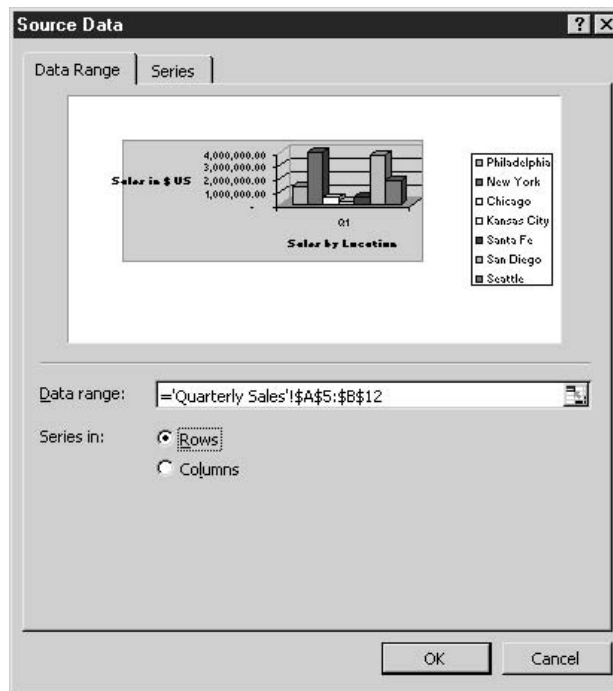 Source Data
Data Range
Series
4,000,000.00
3,000,000.00
Sales in $ US
2,000,000.00
1,000,000.00
-
Q1
Sales by Location
Philadelphia
New York
Chicago
Kansas City
Santa Fe
San Diego
Seattle
Data range:
='Quarterly Sales'!$A$5:$B$12
Series in:
Rows
Columns
OK
Cancel